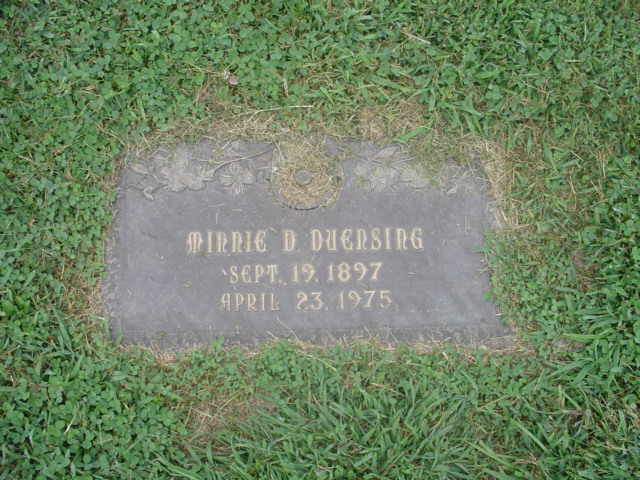 MINNIE D DUENSING
SEPT. 19, 1897
APRIL 23, 1975